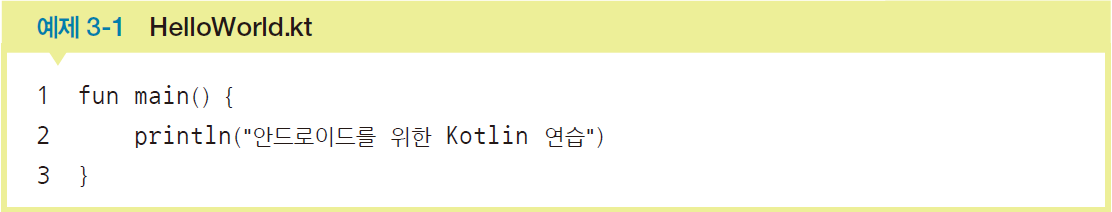 예제 3-1 HelloWorld.kt
1 fun main() {
2     println("안드로이드를 위한 Kotlin 연습")
3 }